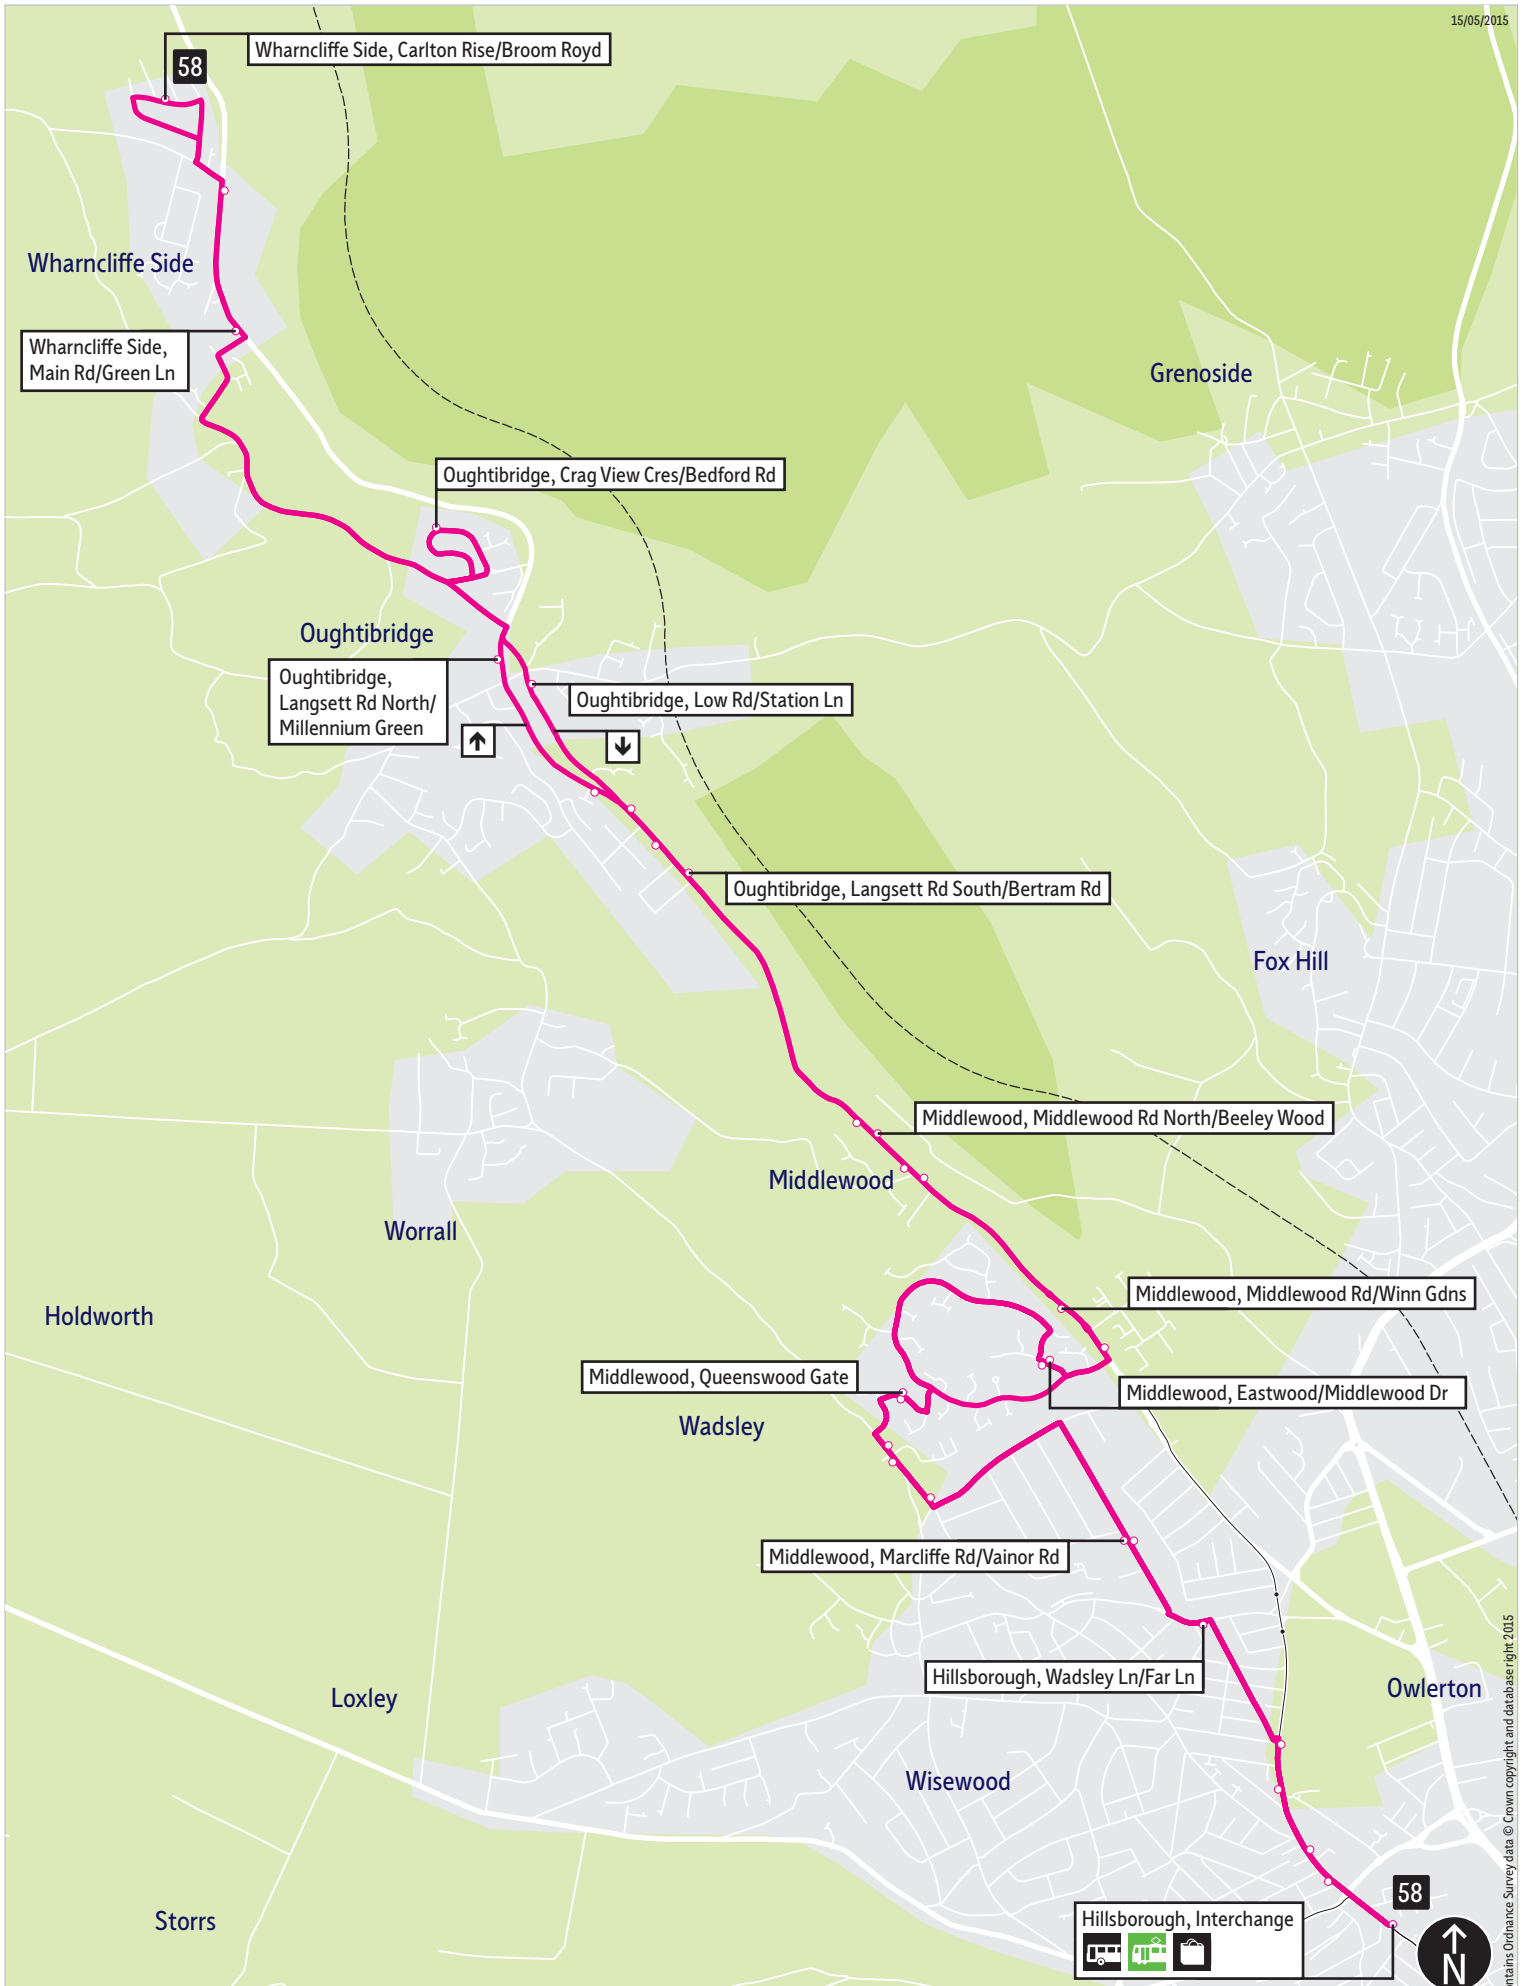 15/05/2015
Wharncliffe Side, Carlton Rise/Broom Royd
58
Wharncliffe Side
Wharncliffe Side,
Main Rd/Green Ln
Grenoside
Oughtibridge, Crag View Cres/Bedford Rd
Oughtibridge
Oughtibridge,
Langsett Rd North/
Millennium Green
Oughtibridge, Low Rd/Station Ln
Oughtibridge, Langsett Rd South/Bertram Rd
Fox Hill
Middlewood, Middlewood Rd North/Beeley Wood
Middlewood
Worrall
Holdworth
Middlewood, Middlewood Rd/Winn Gdns
Middlewood, Queenswood Gate
Middlewood, Eastwood/Middlewood Dr
Wadsley
Middlewood, Marcliffe Rd/Vainor Rd
Hillsborough, Wadsley Ln/Far Ln
Loxley
Owlerton
Wisewood
58
Storrs
Hillsborough, Interchange
N
Ordnance Survey data © Crown copyright and database right 2015